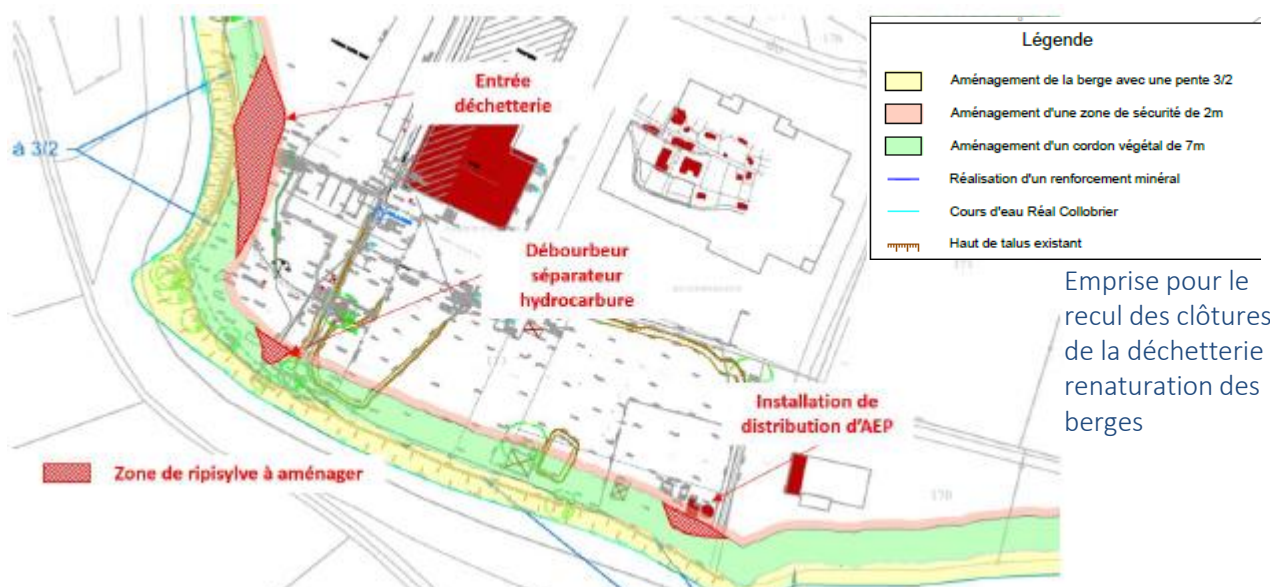 Entrée
déchetterie
à 3/2
Débourbeur
séparateur
hydrocarbure
Installation de
distribution d'AEP
Zone de ripisylve à aménager
170
Légende
Aménagement de la berge avec une pente 3/2
Aménagement d'une zone de sécurité de 2m
Aménagement d'un cordon végétal de 7m
Réalisation d'un renforcement minéral
Cours d'eau Réal Collobrier
Haut de talus existant
Emprise pour le
recul des clôtures
de la déchetterie
renaturation des
berges